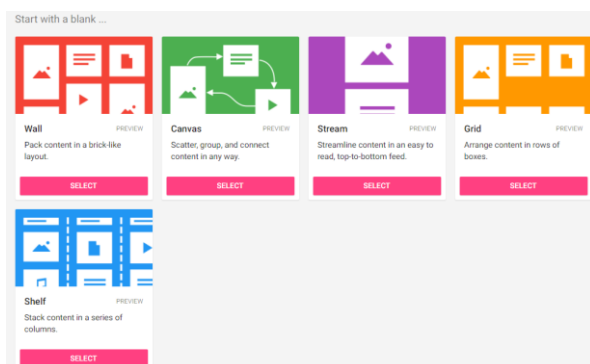 Start with a blank ...
Wall PREVIEW
Pack content in a brick-like
layout.
SELECT
Canvas PREVIEW
Scatter, group, and connect
content in any way.
SELECT
Stream PREVIEW
Streamline content in an easy to
read, top-to-bottom feed.
SELECT
Grid PREVIEW
Arrange content in rows of
boxes.
SELECT
Shelf PREVIEW
Stack content in a series of
columns.
SELECT